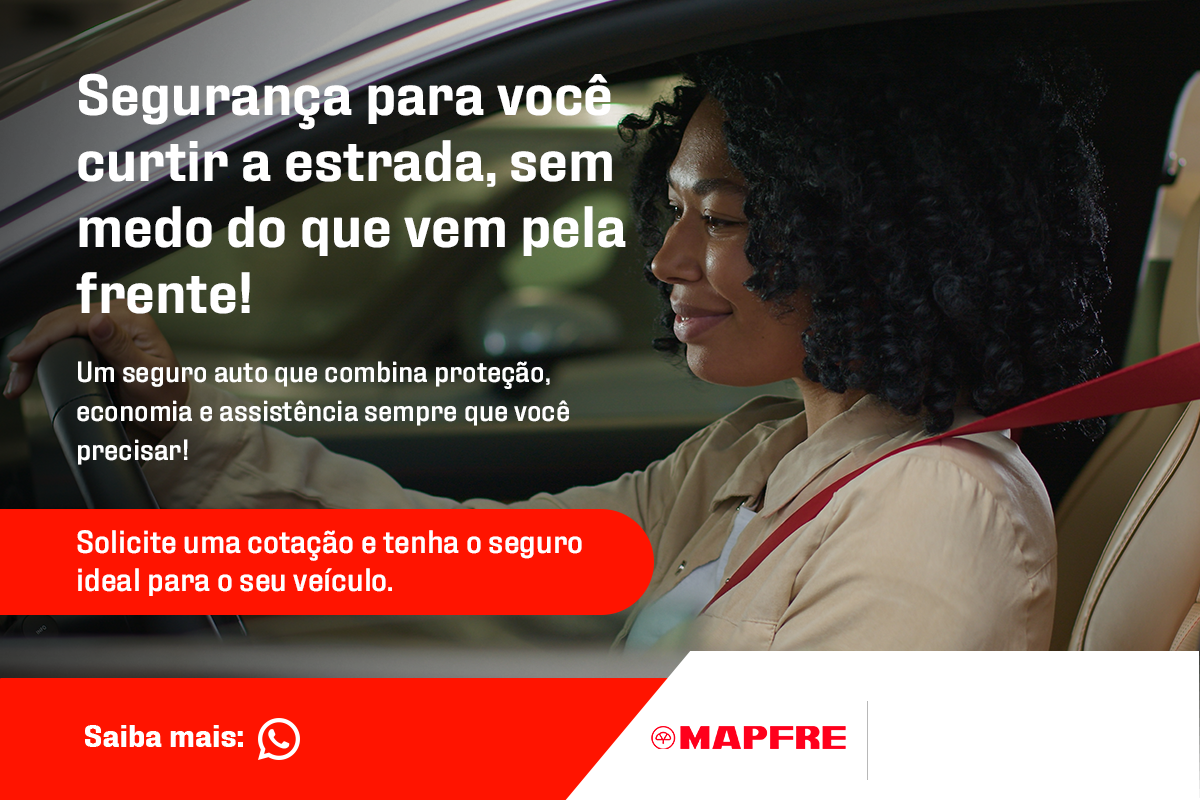 Segurança para você
curtir a estrada, sem
medo do que vem pela
frente!
Um seguro auto que combina proteção,
economia e assistência sempre que você
precisar!
Solicite uma cotação e tenha o seguro
ideal para o seu veículo.
Saiba mais:
MAPFRE